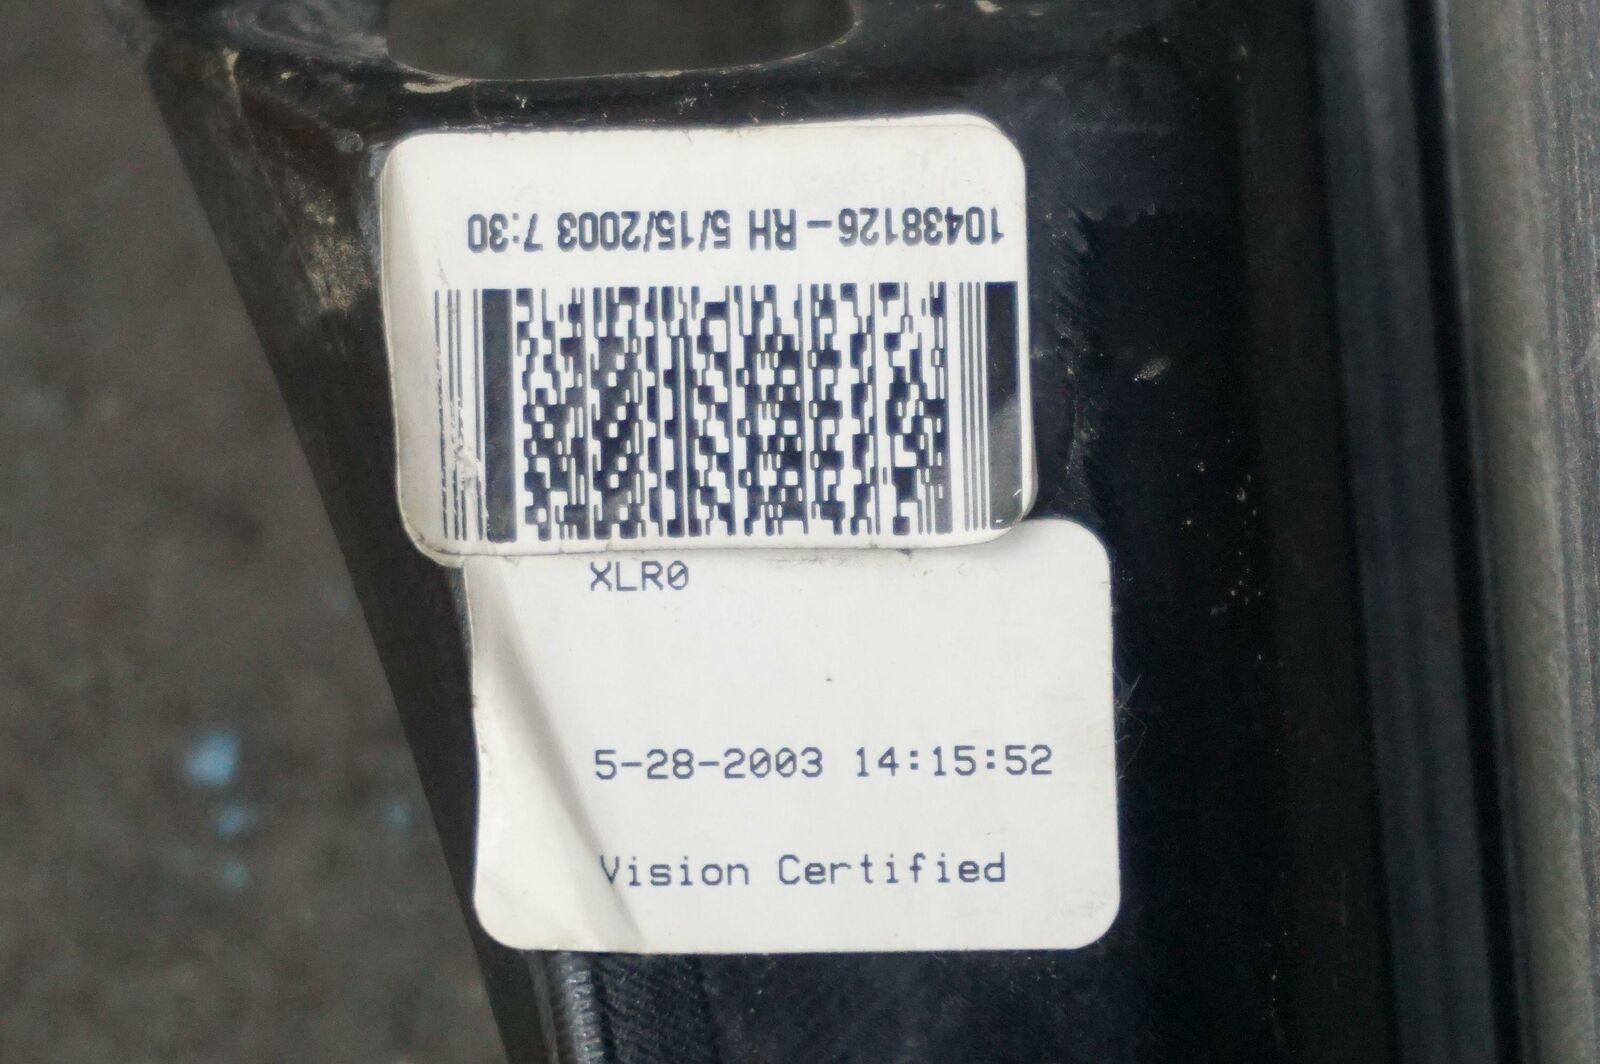 10438126-RH 5/15/2003 7:30
XLR0
5-28-2003 14:15:52
Vision Certified